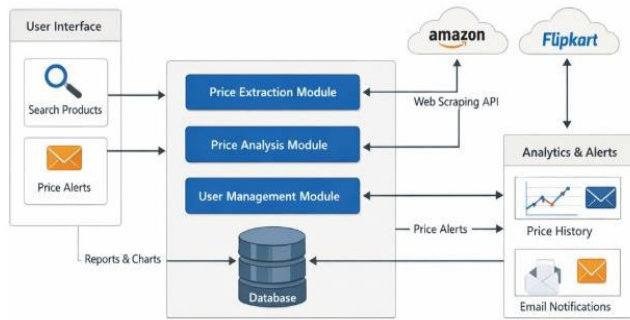 User Interface
Search Products
Price Alerts
Reports & Charts
Price Extraction Module
Price Analysis Module
User Management Module
Database
amazon
Flipkart
Web Scraping API
Price Alerts
Analytics & Alerts
Price History
Email Notifications